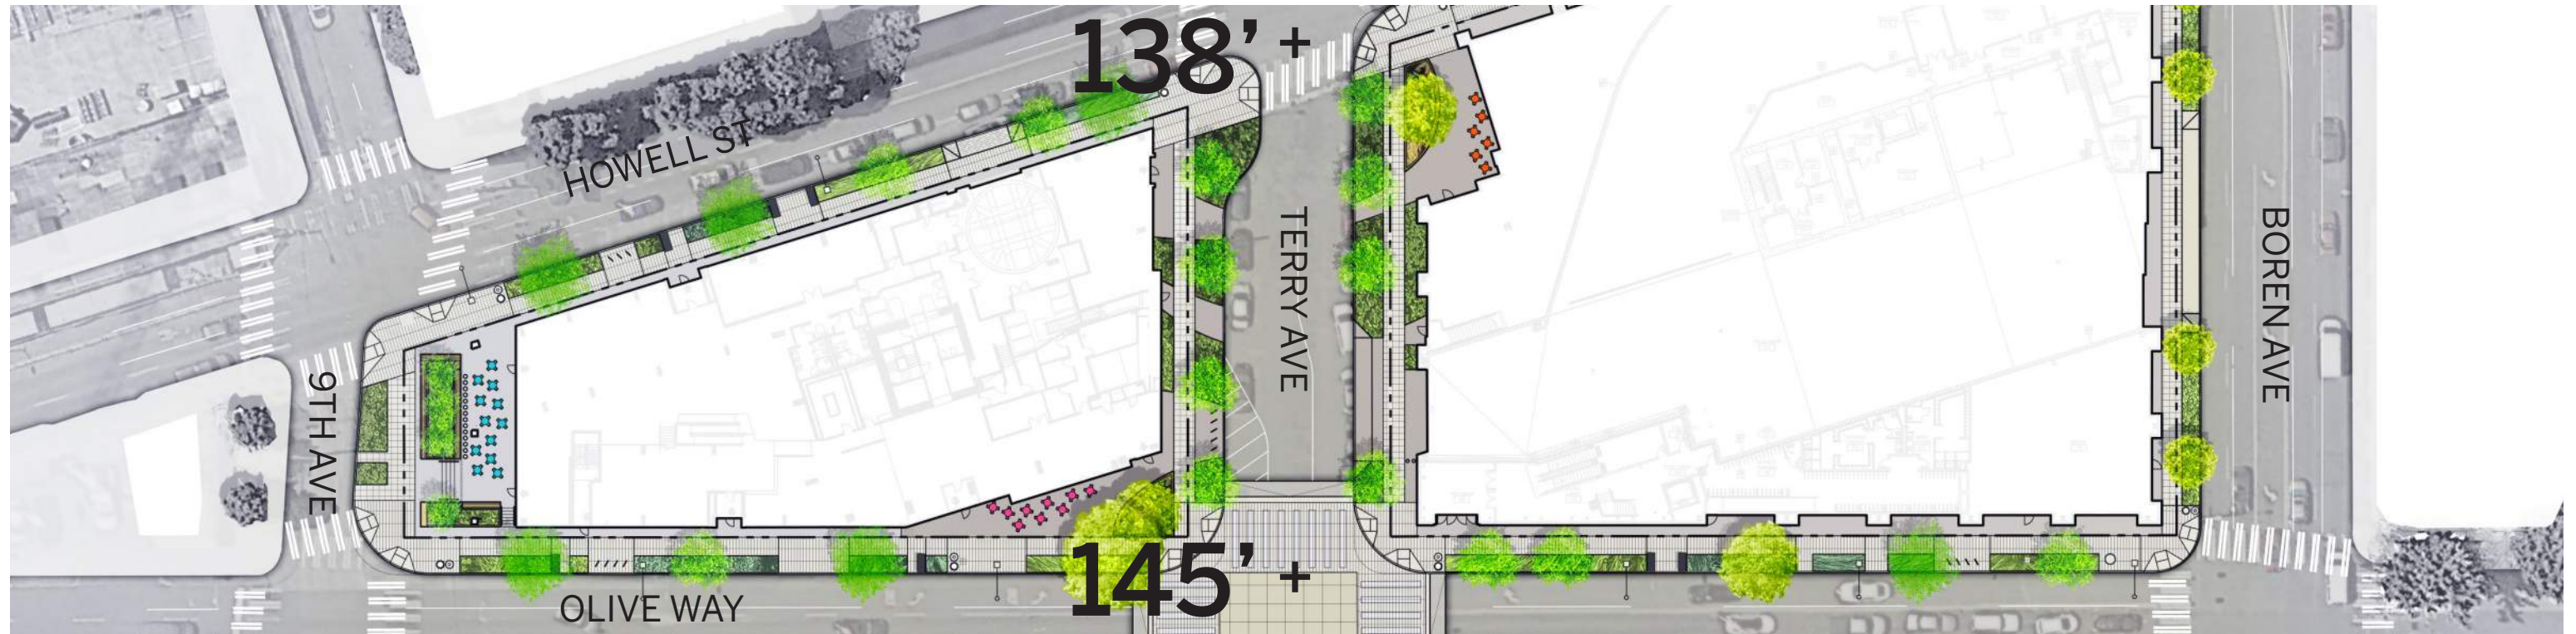 138' +
HOWELL ST
TERRY AVE
BOREN AVE
9TH AVE
145' +
OLIVE WAY